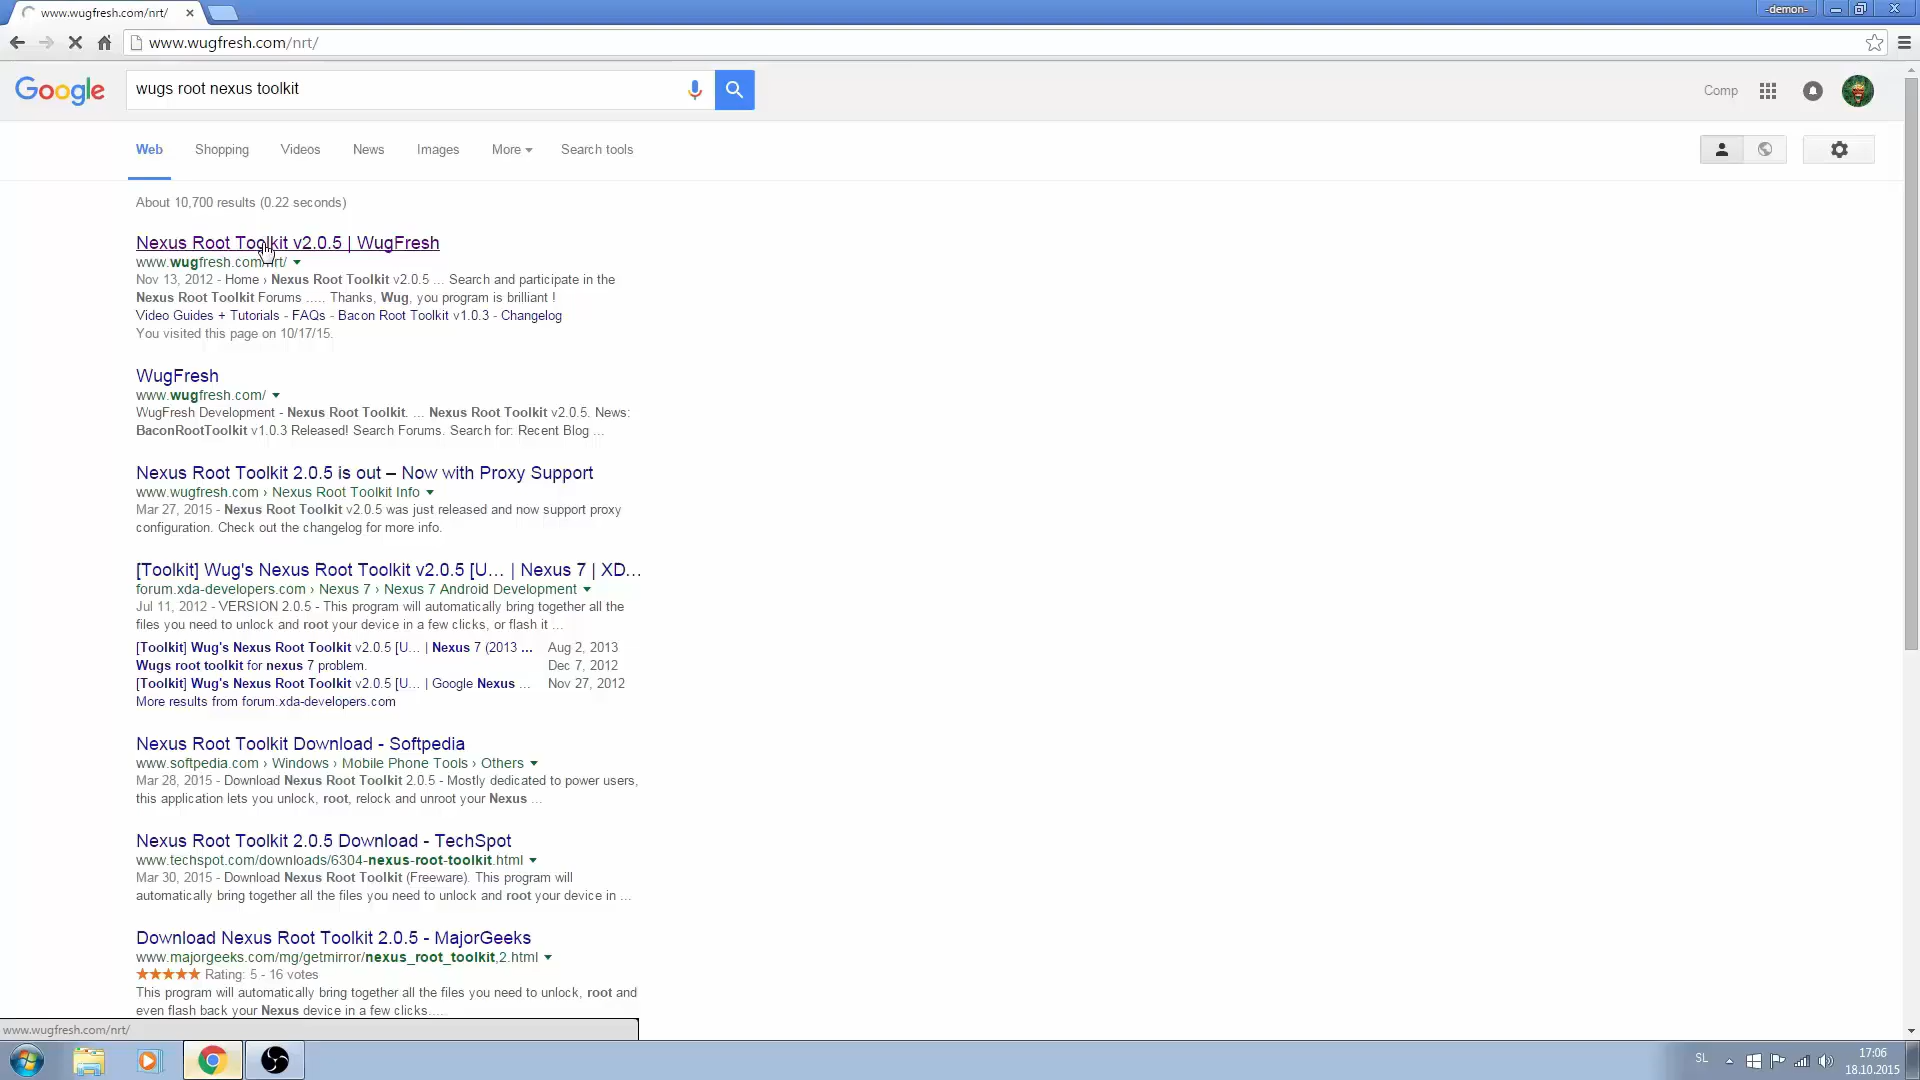 www.wugfresh.com/nrt/
-demon-
www.wugfresh.com/nrt/
Google
wugs root nexus toolkit
Comp
Web Shopping Videos News Images More Search tools
About 10,700 results (0.22 seconds)
Nexus Root Toolkit v2.0.5 | WugFresh
www.wugfresh.com/nrt/
Nov 13, 2012 - Home › Nexus Root Toolkit v2.0.5 ... Search and participate in the
Nexus Root Toolkit Forums ..... Thanks, Wug, you program is brilliant !
Video Guides + Tutorials - FAQs - Bacon Root Toolkit v1.0.3 - Changelog
You visited this page on 10/17/15.
WugFresh
www.wugfresh.com/
WugFresh Development - Nexus Root Toolkit. ... Nexus Root Toolkit v2.0.5. News:
BaconRootToolkit v1.0.3 Released! Search Forums. Search for: Recent Blog ...
Nexus Root Toolkit 2.0.5 is out – Now with Proxy Support
www.wugfresh.com › Nexus Root Toolkit Info
Mar 27, 2015 - Nexus Root Toolkit v2.0.5 was just released and now support proxy
configuration. Check out the changelog for more info.
[Toolkit] Wug's Nexus Root Toolkit v2.0.5 [U... | Nexus 7 | XD...
forum.xda-developers.com › Nexus 7 › Nexus 7 Android Development
Jul 11, 2012 - VERSION 2.0.5 - This program will automatically bring together all the
files you need to unlock and root your device in a few clicks, or flash it ...
[Toolkit] Wug's Nexus Root Toolkit v2.0.5 [U... | Nexus 7 (2013 ... Aug 2, 2013
Wugs root toolkit for nexus 7 problem. Dec 7, 2012
[Toolkit] Wug's Nexus Root Toolkit v2.0.5 [U... | Google Nexus ... Nov 27, 2012
More results from forum.xda-developers.com
Nexus Root Toolkit Download - Softpedia
www.softpedia.com › Windows › Mobile Phone Tools › Others
Mar 28, 2015 - Download Nexus Root Toolkit 2.0.5 - Mostly dedicated to power users,
this application lets you unlock, root, relock and unroot your Nexus ...
Nexus Root Toolkit 2.0.5 Download - TechSpot
www.techspot.com/downloads/6304-nexus-root-toolkit.html
Mar 30, 2015 - Download Nexus Root Toolkit (Freeware). This program will
automatically bring together all the files you need to unlock and root your device in ...
Download Nexus Root Toolkit 2.0.5 - MajorGeeks
www.majorgeeks.com/mg/getmirror/nexus_root_toolkit,2.html
Rating: 5 - 16 votes
This program will automatically bring together all the files you need to unlock, root and
even flash back your Nexus device in a few clicks....
www.wugfresh.com/nrt/
SL
17:06
18.10.2015